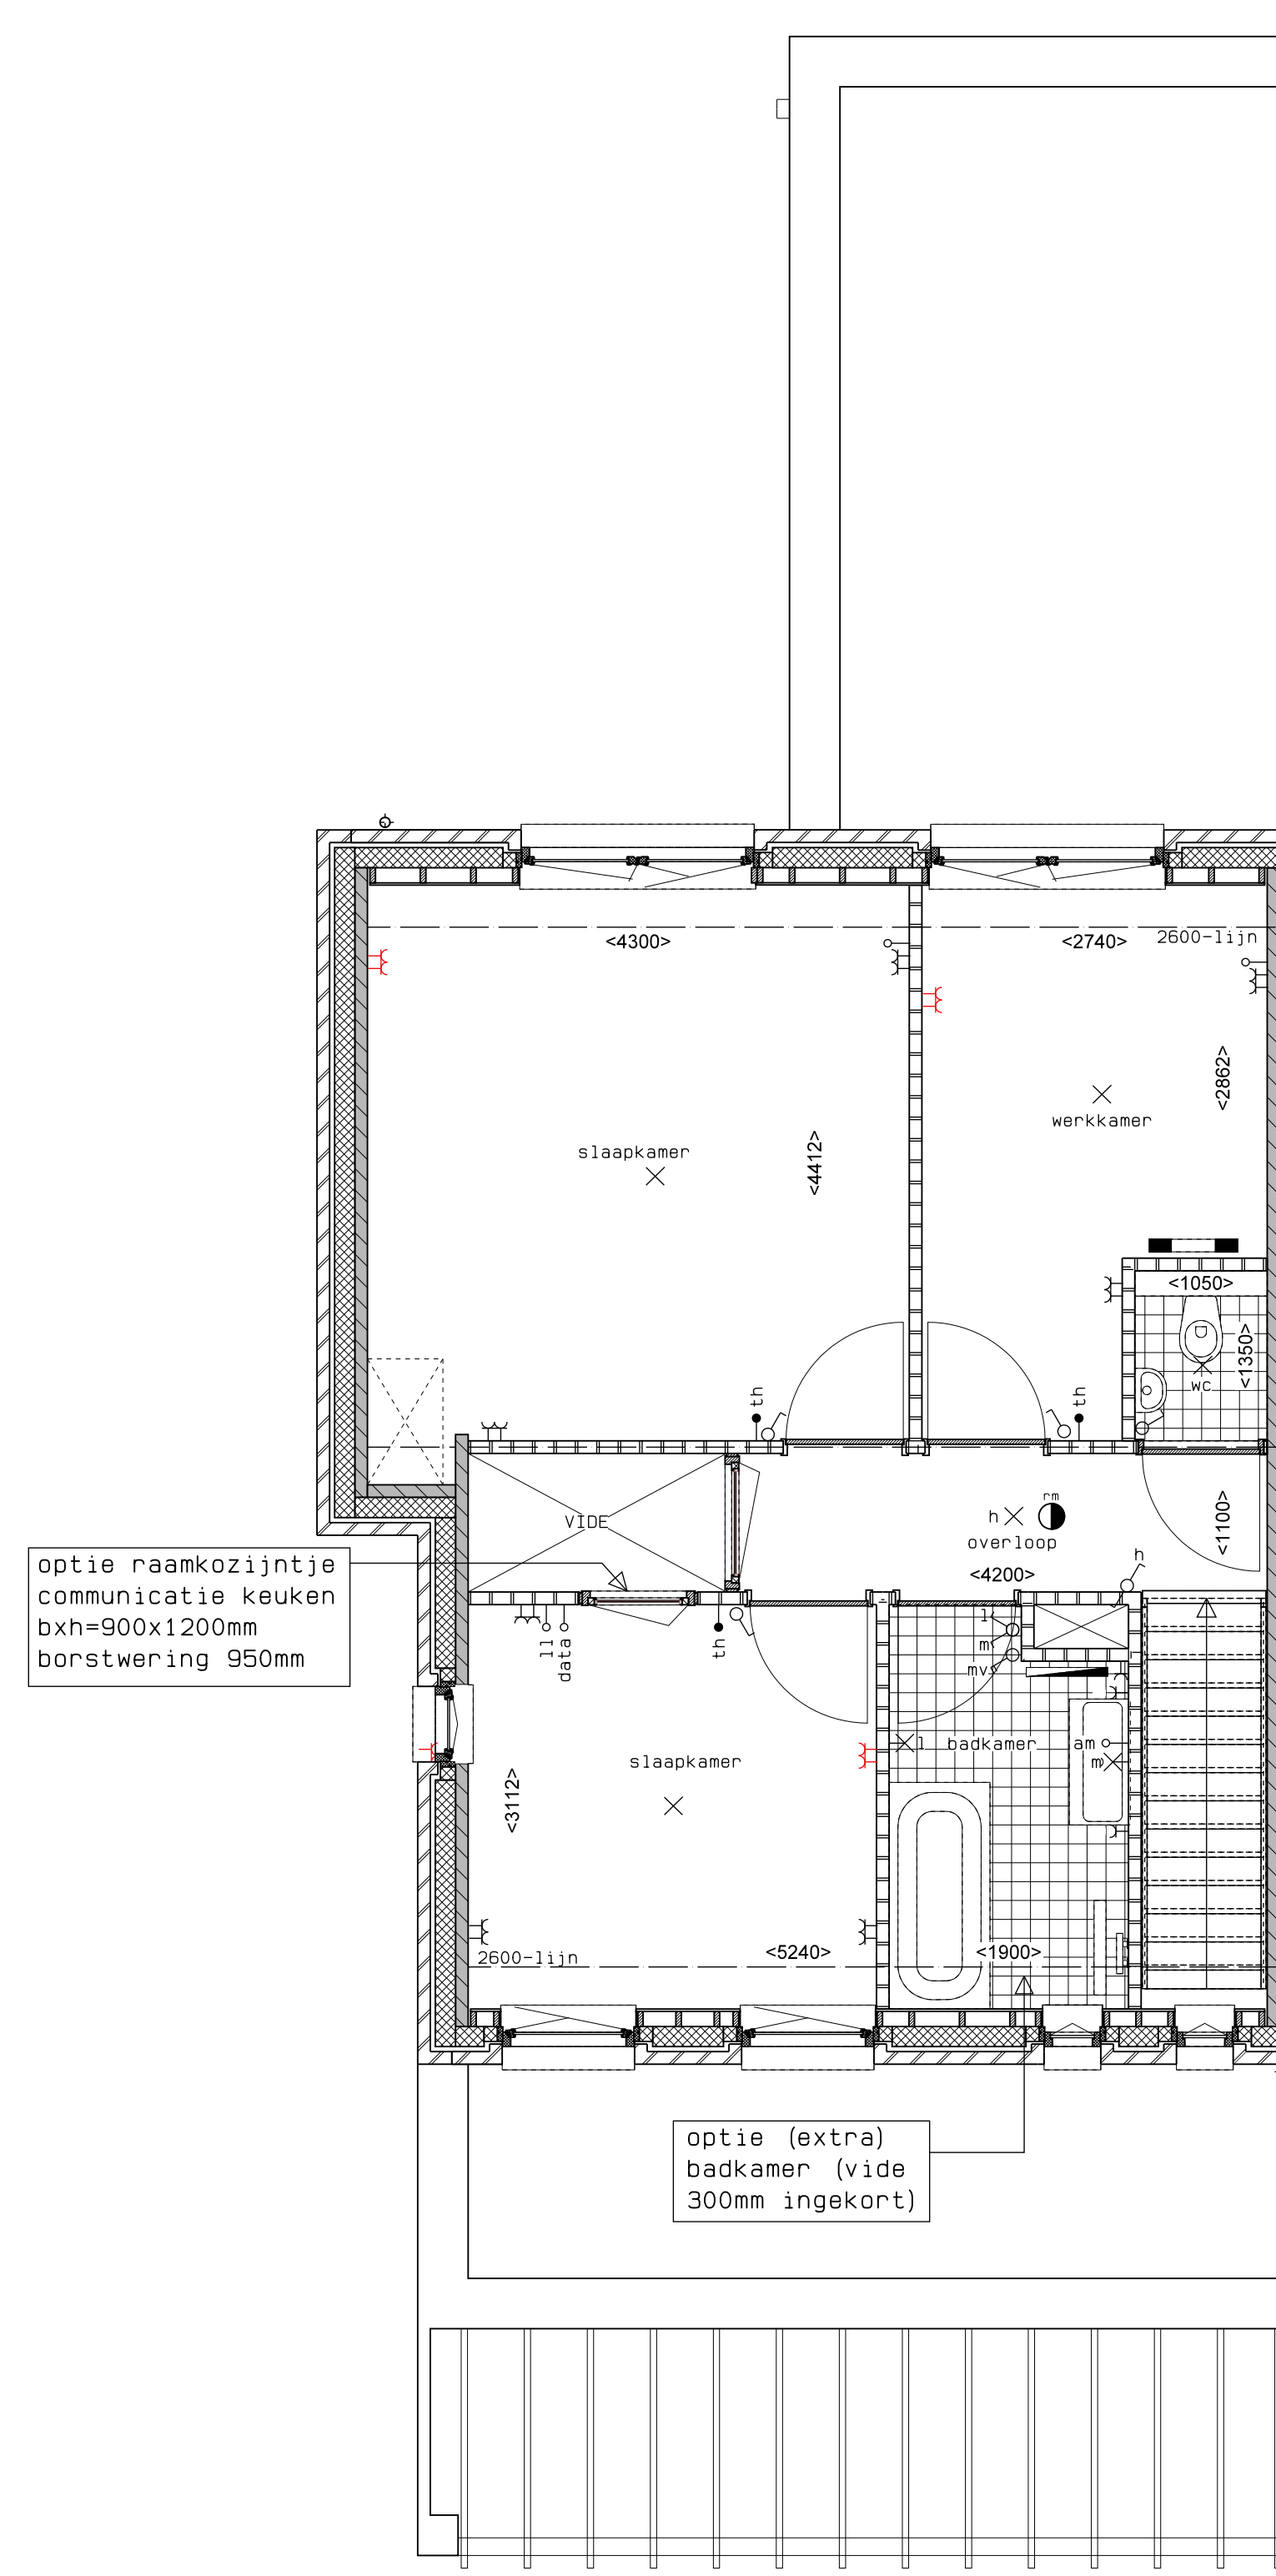 <4300>
<2740>
2600-lijn
<2862>
werkkamer
slaapkamer
<4412>
<1050>
<1350>
wc
th
th
VIDE
rm
h
overloop
<1100>
<4200>
h
optie raamkozijntje
communicatie keuken
bxh=900x1200mm
borstwering 950mm
ll
data
th
l
m
mv
l
badkamer
am
slaapkamer
<3112>
<5240>
<1900>
2600-lijn
optie (extra)
badkamer (vide
300mm ingekort)